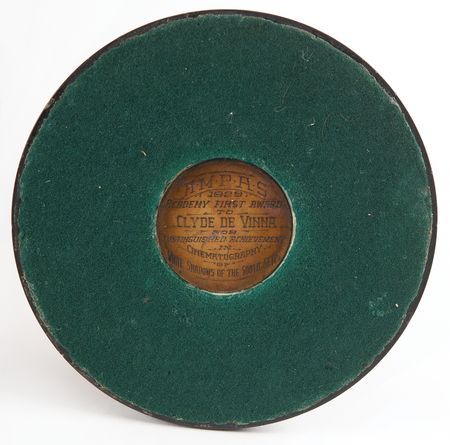 A·M·P·A·S
1929
ACADEMY FIRST AWARD
TO
CLYDE DE VINNA
FOR
DISTINGUISHED ACHIEVEMENT
IN
CINEMATOGRAPHY
OF
WHITE SHADOWS OF THE SOUTH SEAS